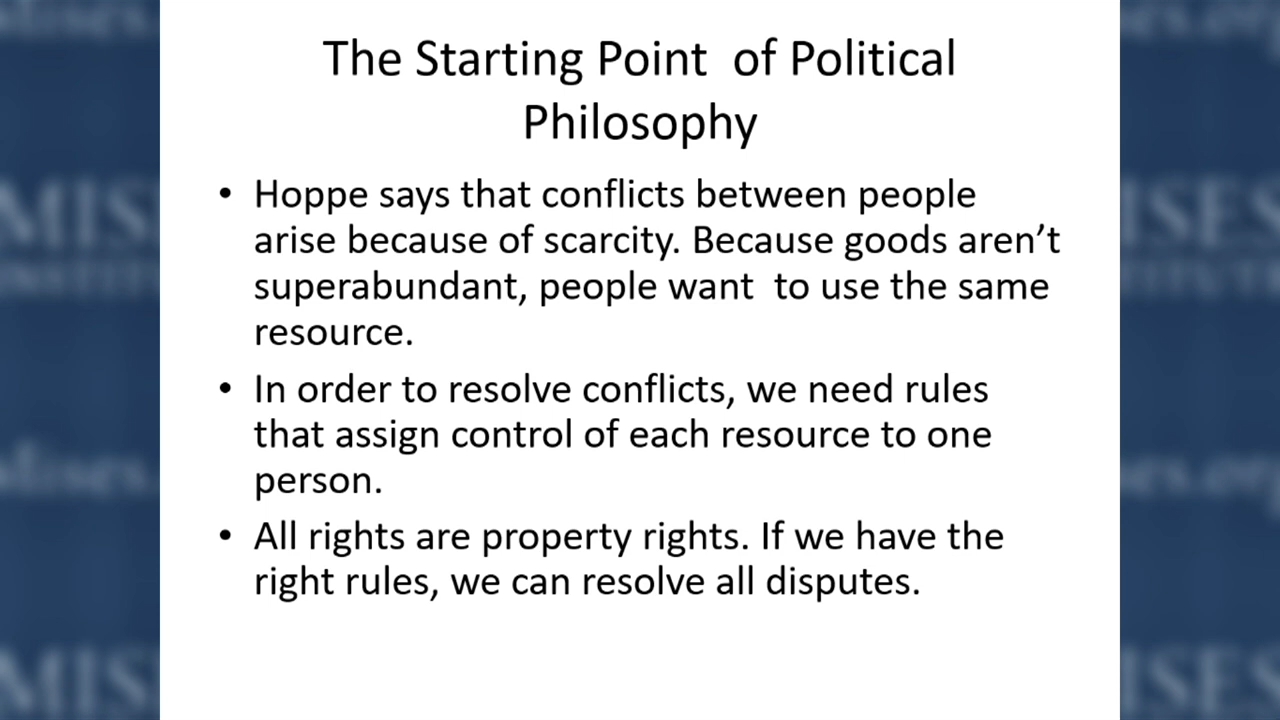 The Starting Point  of Political
Philosophy
• Hoppe says that conflicts between people
arise because of scarcity. Because goods aren’t
superabundant, people want  to use the same
resource.
• In order to resolve conflicts, we need rules
that assign control of each resource to one
person.
• All rights are property rights. If we have the
right rules, we can resolve all disputes.